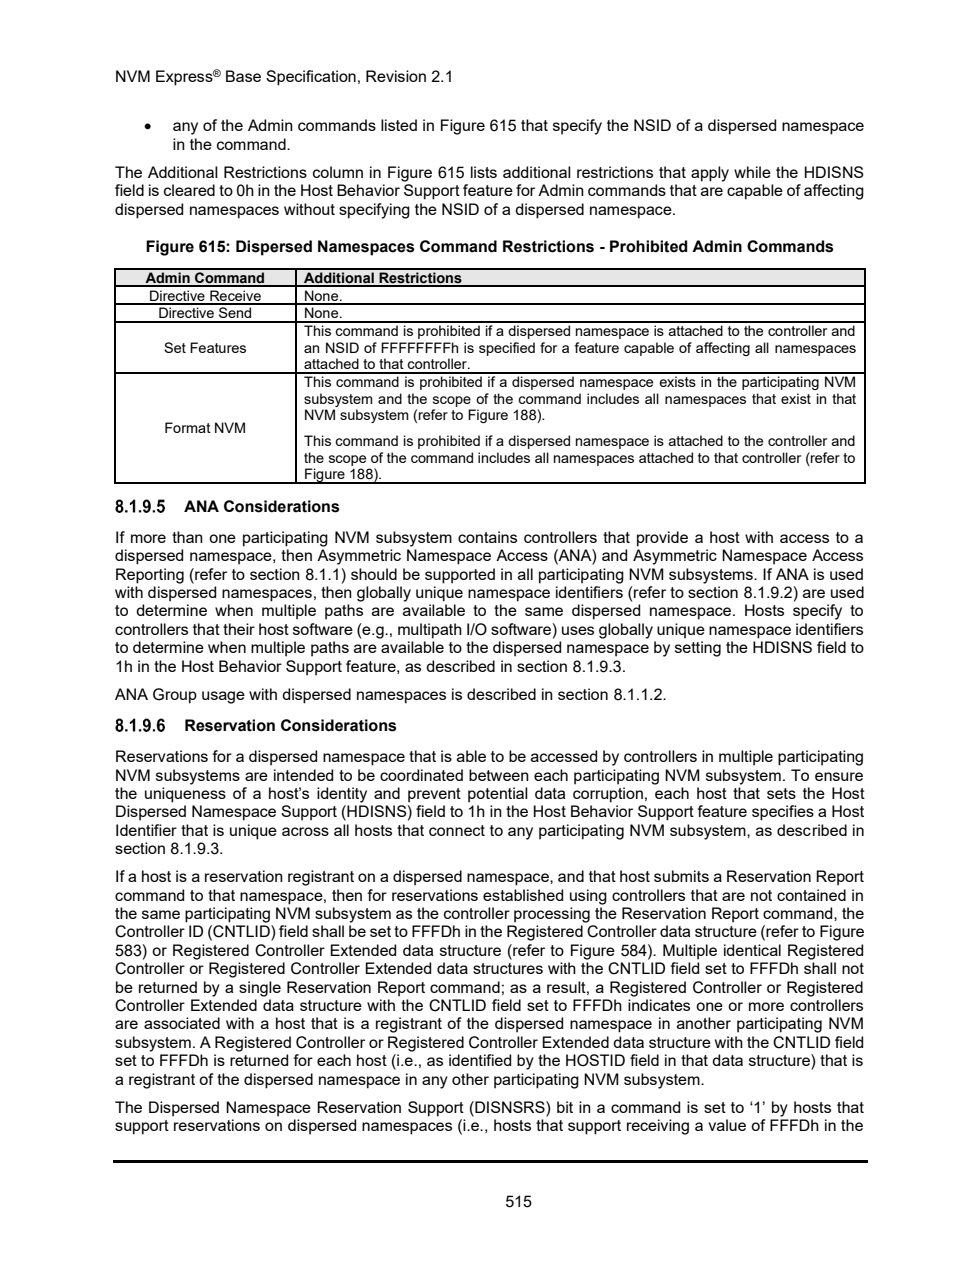 NVM Express® Base Specification, Revision 2.1
• any of the Admin commands listed in Figure 615 that specify the NSID of a dispersed namespace
in the command.
The Additional Restrictions column in Figure 615 lists additional restrictions that apply while the HDISNS
field is cleared to 0h in the Host Behavior Support feature for Admin commands that are capable of affecting
dispersed namespaces without specifying the NSID of a dispersed namespace.
Figure 615: Dispersed Namespaces Command Restrictions - Prohibited Admin Commands
Admin Command Additional Restrictions
Directive Receive None.
Directive Send None.
Set Features
This command is prohibited if a dispersed namespace is attached to the controller and
an NSID of FFFFFFFFh is specified for a feature capable of affecting all namespaces
attached to that controller.
Format NVM
This command is prohibited if a dispersed namespace exists in the participating NVM
subsystem and the scope of the command includes all namespaces that exist in that
NVM subsystem (refer to Figure 188).
This command is prohibited if a dispersed namespace is attached to the controller and
the scope of the command includes all namespaces attached to that controller (refer to
Figure 188).
8.1.9.5 ANA Considerations
If more than one participating NVM subsystem contains controllers that provide a host with access to a
dispersed namespace, then Asymmetric Namespace Access (ANA) and Asymmetric Namespace Access
Reporting (refer to section 8.1.1) should be supported in all participating NVM subsystems. If ANA is used
with dispersed namespaces, then globally unique namespace identifiers (refer to section 8.1.9.2) are used
to determine when multiple paths are available to the same dispersed namespace. Hosts specify to
controllers that their host software (e.g., multipath I/O software) uses globally unique namespace identifiers
to determine when multiple paths are available to the dispersed namespace by setting the HDISNS field to
1h in the Host Behavior Support feature, as described in section 8.1.9.3.
ANA Group usage with dispersed namespaces is described in section 8.1.1.2.
8.1.9.6 Reservation Considerations
Reservations for a dispersed namespace that is able to be accessed by controllers in multiple participating
NVM subsystems are intended to be coordinated between each participating NVM subsystem. To ensure
the uniqueness of a host's identity and prevent potential data corruption, each host that sets the Host
Dispersed Namespace Support (HDISNS) field to 1h in the Host Behavior Support feature specifies a Host
Identifier that is unique across all hosts that connect to any participating NVM subsystem, as described in
section 8.1.9.3.
If a host is a reservation registrant on a dispersed namespace, and that host submits a Reservation Report
command to that namespace, then for reservations established using controllers that are not contained in
the same participating NVM subsystem as the controller processing the Reservation Report command, the
Controller ID (CNTLID) field shall be set to FFFDh in the Registered Controller data structure (refer to Figure
583) or Registered Controller Extended data structure (refer to Figure 584). Multiple identical Registered
Controller or Registered Controller Extended data structures with the CNTLID field set to FFFDh shall not
be returned by a single Reservation Report command; as a result, a Registered Controller or Registered
Controller Extended data structure with the CNTLID field set to FFFDh indicates one or more controllers
are associated with a host that is a registrant of the dispersed namespace in another participating NVM
subsystem. A Registered Controller or Registered Controller Extended data structure with the CNTLID field
set to FFFDh is returned for each host (i.e., as identified by the HOSTID field in that data structure) that is
a registrant of the dispersed namespace in any other participating NVM subsystem.
The Dispersed Namespace Reservation Support (DISNSRS) bit in a command is set to ‘1’ by hosts that
support reservations on dispersed namespaces (i.e., hosts that support receiving a value of FFFDh in the
515